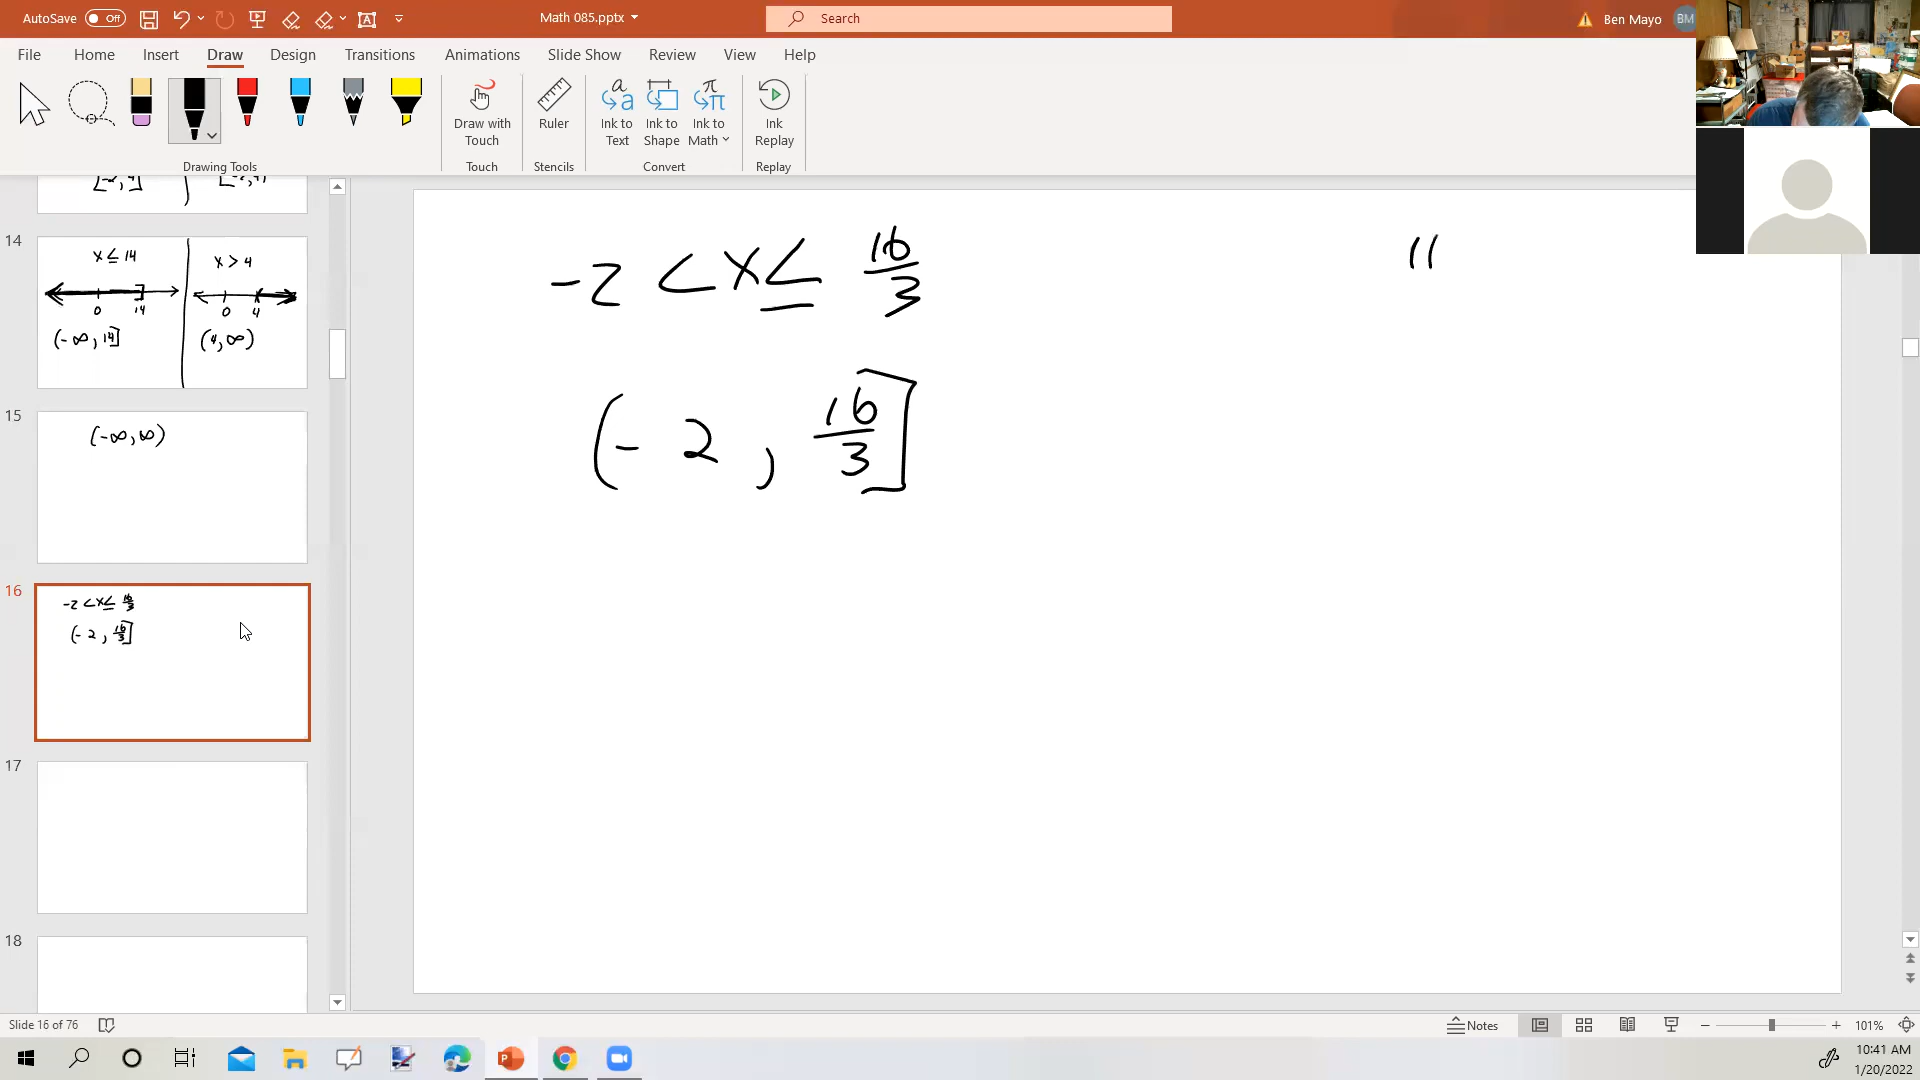 AutoSave Off Math 085.pptx Search Ben Mayo BM
File Home Insert Draw Design Transitions Animations Slide Show Review View Help
Draw with Touch Ruler Ink to Text Ink to Shape Ink to Math Ink Replay
Drawing Tools Touch Stencils Convert Replay
14
x ≤ 14
x > 4
0 14
0 4
(-∞, 14]
(4, ∞)
15
(-∞, ∞)
16
-2 < x ≤ 16/3
(-2, 16/3]
17
18
-2 < x ≤ 16/3
11
(- 2 , 16/3]
Slide 16 of 76 Notes 101%
10:41 AM
1/20/2022